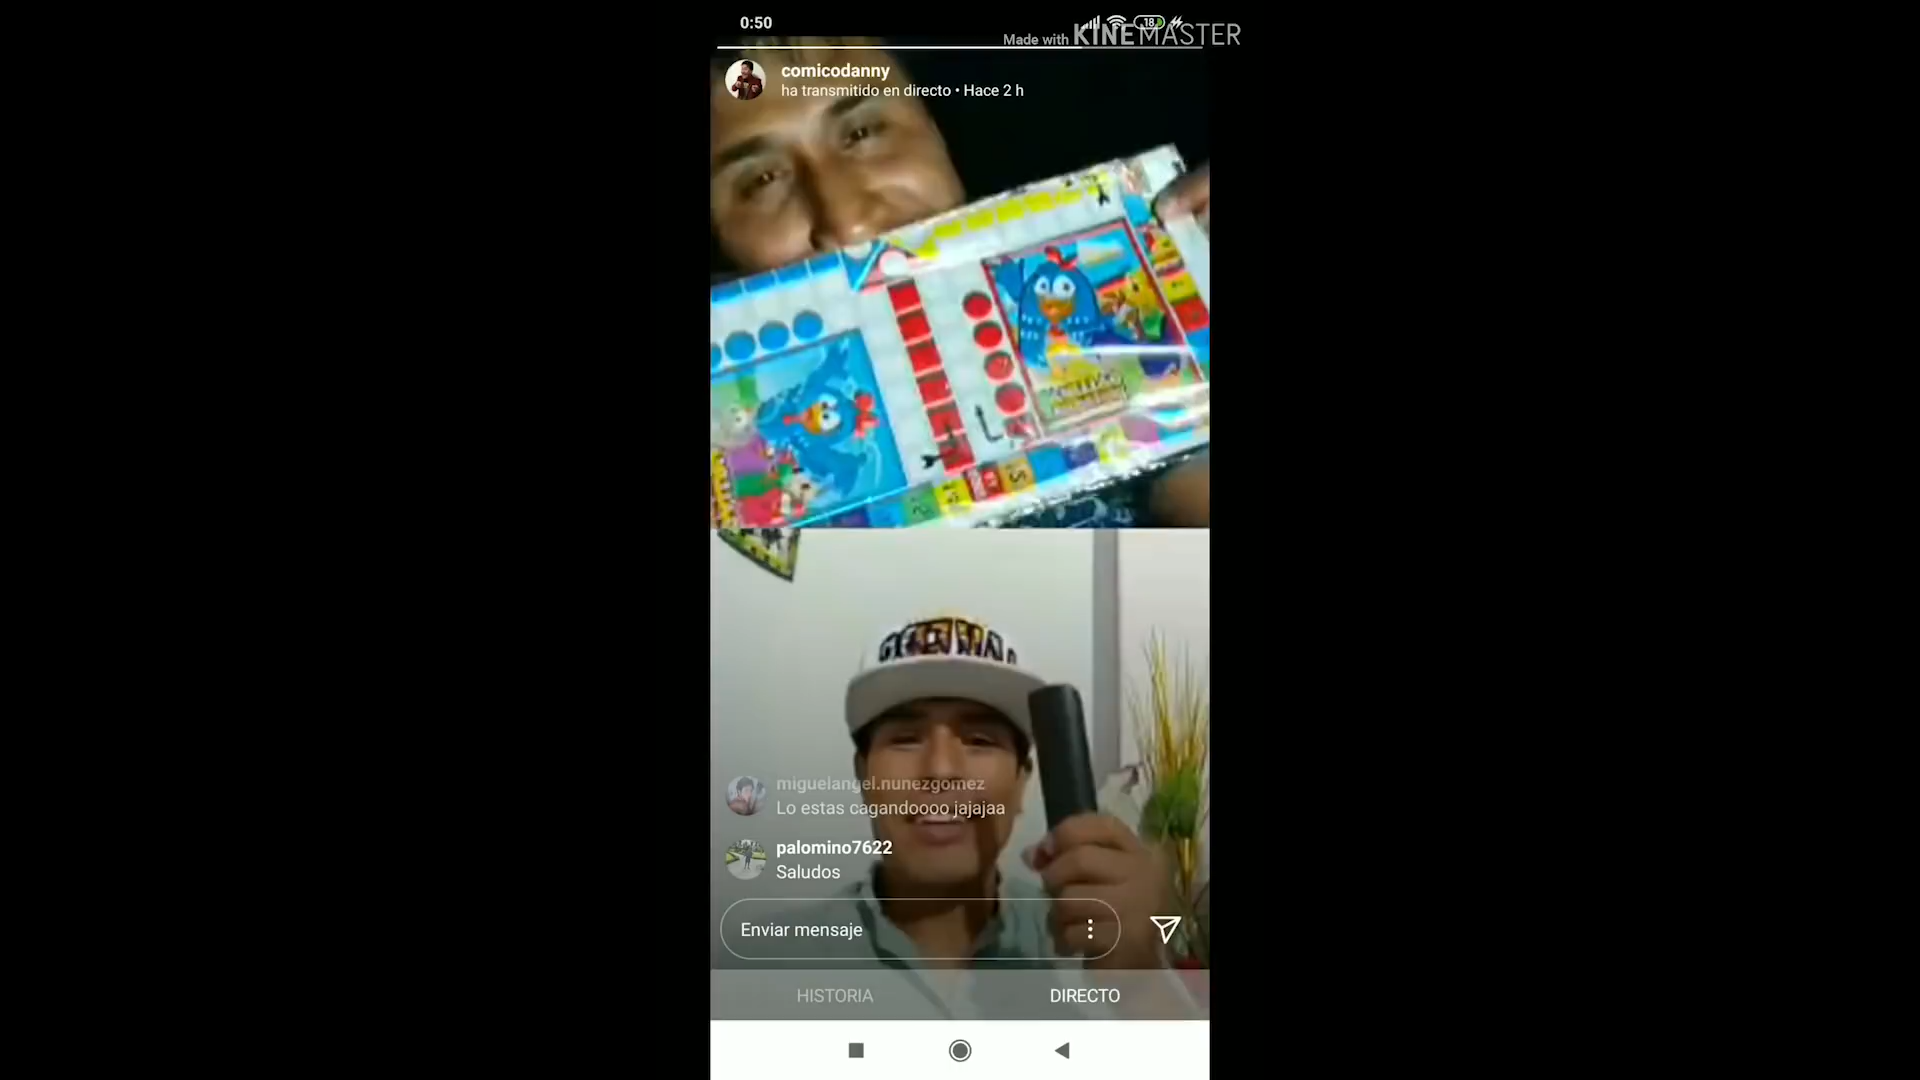 0:50
18
Made with KINEMASTER
comicodanny
ha transmitido en directo • Hace 2 h
miguelangel.nunezgomez
Lo estas cagandoooo jajajaa
palomino7622
Saludos
Enviar mensaje
HISTORIA
DIRECTO